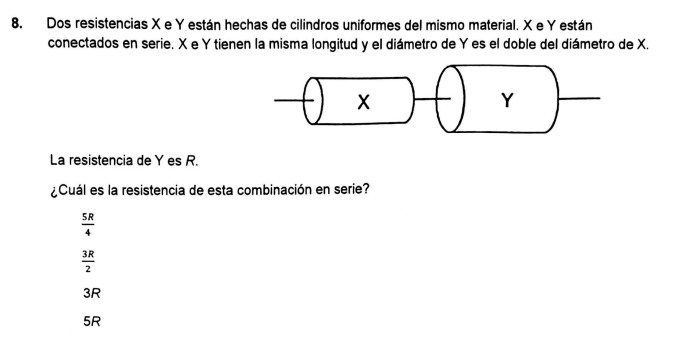 8. Dos resistencias X e Y están hechas de cilindros uniformes del mismo material. X e Y están
conectados en serie. X e Y tienen la misma longitud y el diámetro de Y es el doble del diámetro de X.
X Y
La resistencia de Y es R.
¿Cuál es la resistencia de esta combinación en serie?
5R/4
3R/2
3R
5R